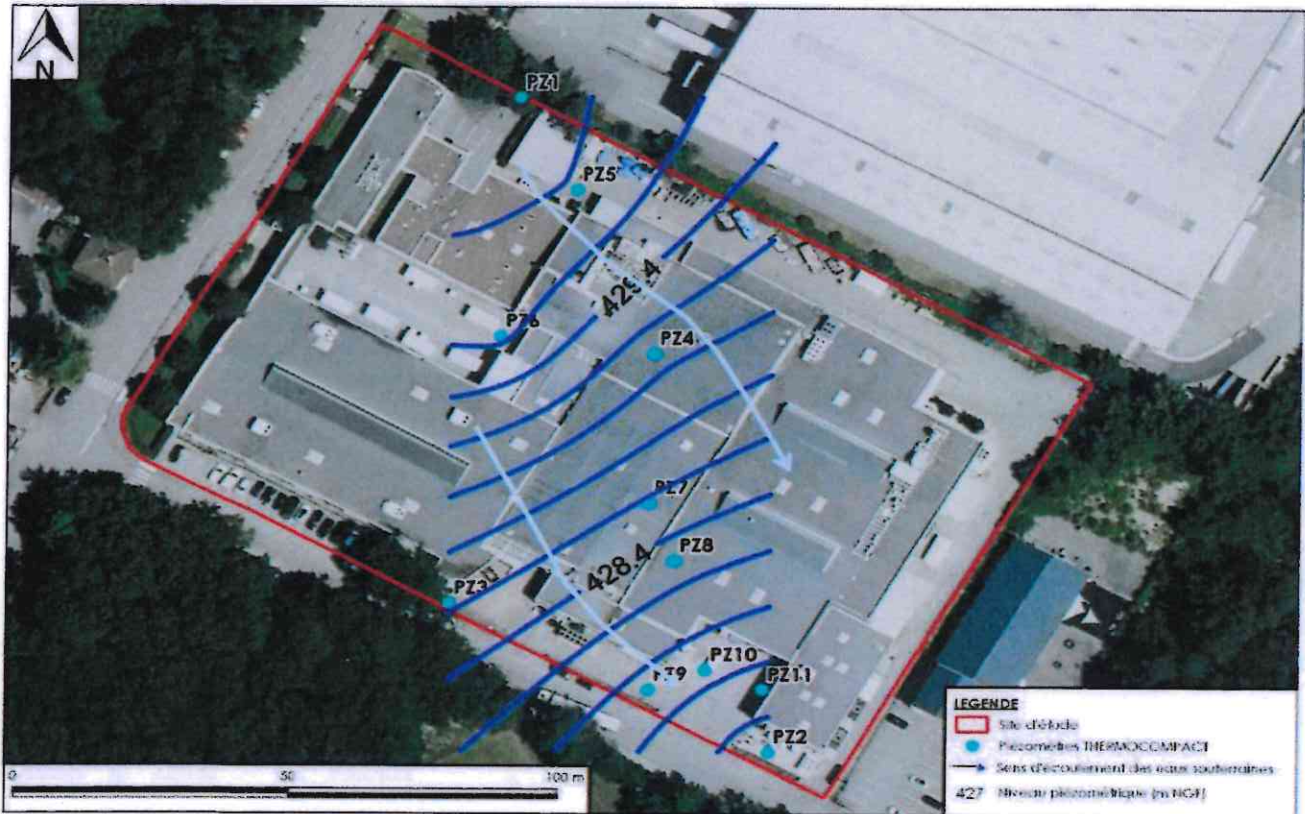 N
PZ1
PZ5
429.4
PZ6
PZ4
PZ7
428.4
PZ8
PZ3
PZ10
PZ9
PZ11
PZ2
LEGENDE
Site d'étude
Piézomètres THERMOCOMPACT
Sens d'écoulement des eaux souterraines
427 Niveau piézométrique (m NGF)
0 50 100 m